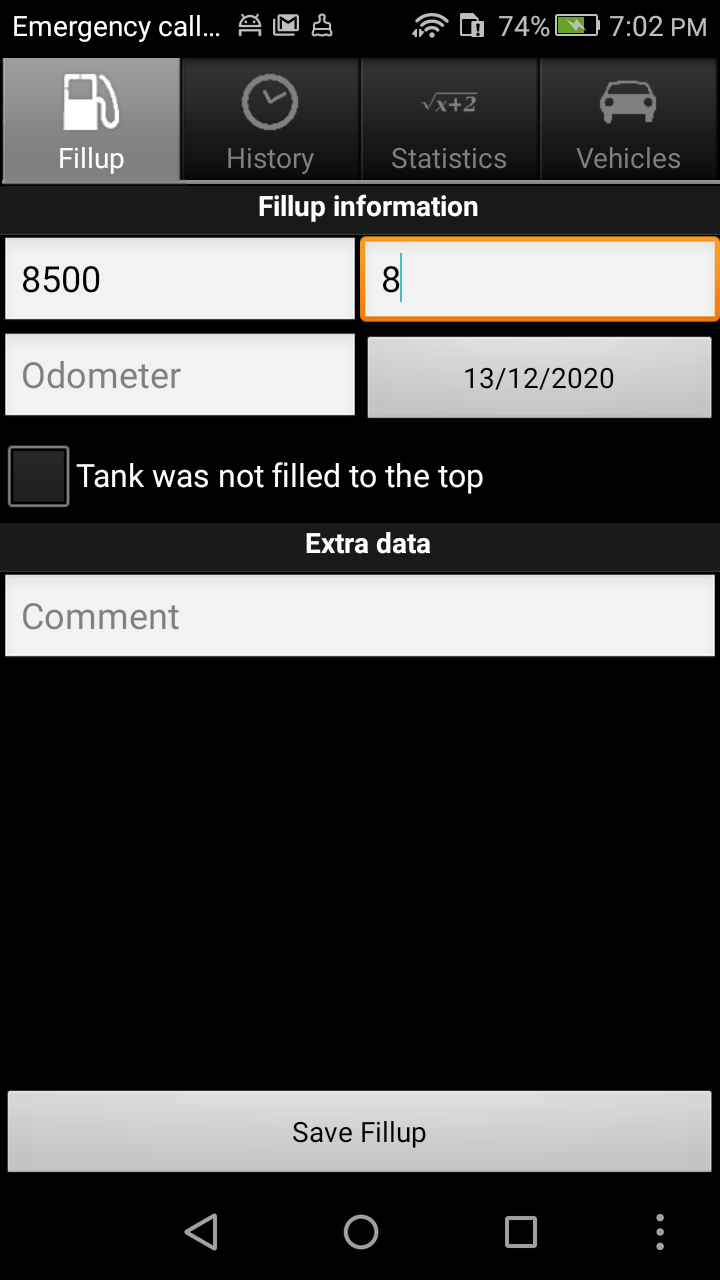 Emergency call... 74% 7:02 PM
Fillup History √x+2 Statistics Vehicles
Fillup information
8500 8
Odometer 13/12/2020
Tank was not filled to the top
Extra data
Comment
Save Fillup